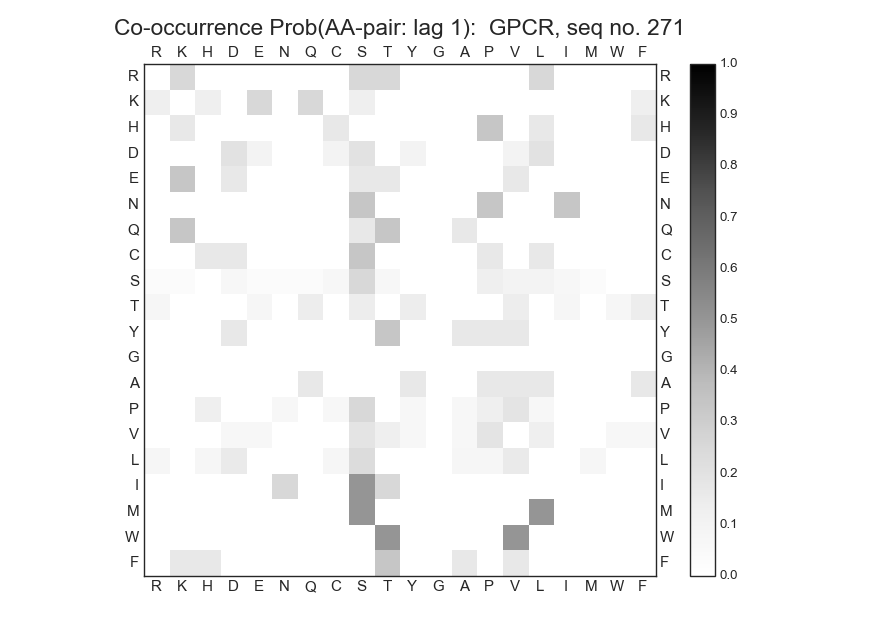 Co-occurrence Prob(AA-pair: lag 1):  GPCR, seq no. 271
R K H D E N Q C S T Y G A P V L I M W F
R R 1.0
K K 0.9
H H
D D 0.8
E E
N N 0.7
Q Q 0.6
C C
S S 0.5
T T
Y Y 0.4
G G
A A 0.3
P P
V V 0.2
L L
I I 0.1
M M
W W
F F 0.0
R K H D E N Q C S T Y G A P V L I M W F